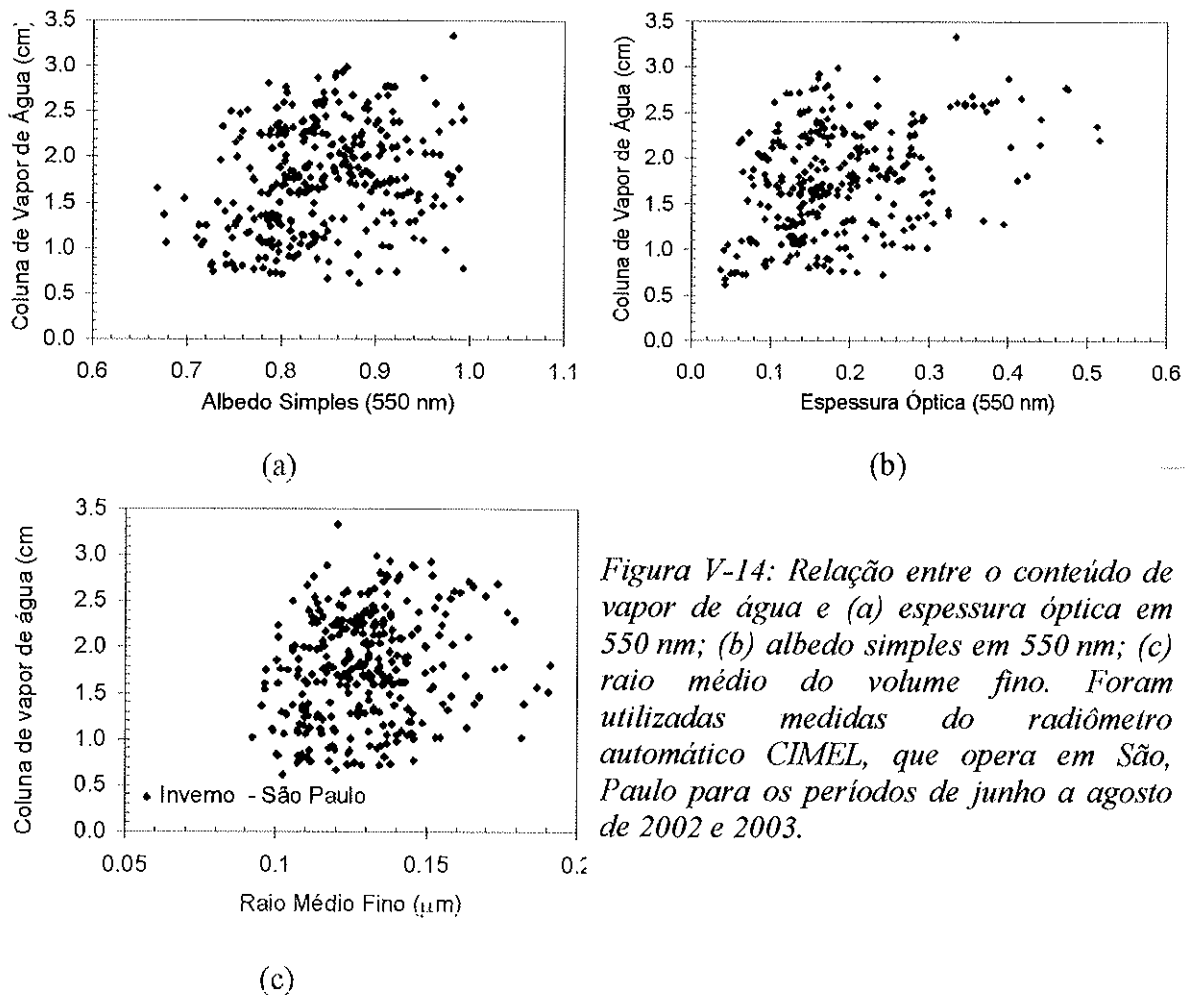 3.5
3.0
2.5
2.0
1.5
1.0
0.5
0.0
Coluna de Vapor de Água (cm)
0.6 0.7 0.8 0.9 1.0 1.1
Albedo Simples (550 nm)
(a)
3.5
3.0
2.5
2.0
1.5
1.0
0.5
0.0
Coluna de Vapor de Água (cm)
0.0 0.1 0.2 0.3 0.4 0.5 0.6
Espessura Óptica (550 nm)
(b)
3.5
3.0
2.5
2.0
1.5
1.0
0.5
0.0
Coluna de vapor de água (cm
Inverno - São Paulo
0.05 0.1 0.15 0.2
Raio Médio Fino (µm)
(c)
Figura V-14: Relação entre o conteúdo de
vapor de água e (a) espessura óptica em
550 nm; (b) albedo simples em 550 nm; (c)
raio médio do volume fino. Foram
utilizadas medidas do radiômetro
automático CIMEL, que opera em São,
Paulo para os períodos de junho a agosto
de 2002 e 2003.